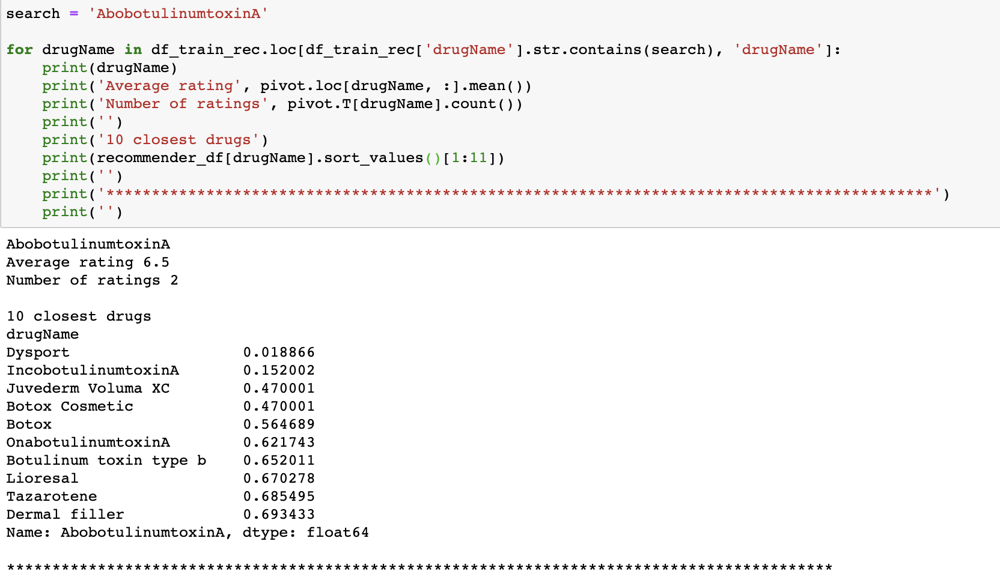 search = 'AbobotulinumtoxinA'
for drugName in df_train_rec.loc[df_train_rec['drugName'].str.contains(search), 'drugName']:
    print(drugName)
    print('Average rating', pivot.loc[drugName, :].mean())
    print('Number of ratings', pivot.T[drugName].count())
    print('')
    print('10 closest drugs')
    print(recommender_df[drugName].sort_values()[1:11])
    print('')
    print('*******************************************************************************************')
    print('')
AbobotulinumtoxinA
Average rating 6.5
Number of ratings 2
10 closest drugs
drugName
Dysport                   0.018866
IncobotulinumtoxinA       0.152002
Juvederm Voluma XC        0.470001
Botox Cosmetic            0.470001
Botox                     0.564689
OnabotulinumtoxinA        0.621743
Botulinum toxin type b    0.652011
Lioresal                  0.670278
Tazarotene                0.685495
Dermal filler             0.693433
Name: AbobotulinumtoxinA, dtype: float64
*******************************************************************************************